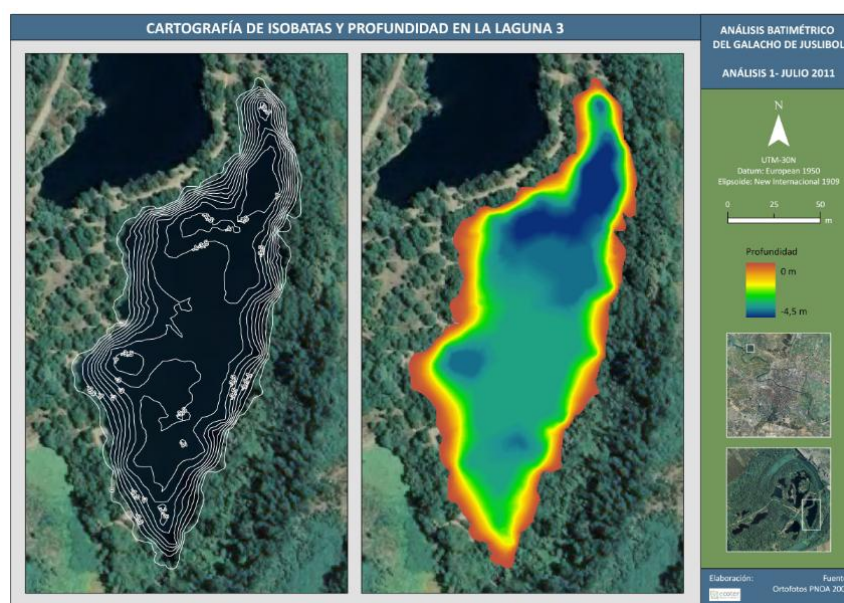 CARTOGRAFÍA DE ISOBATAS Y PROFUNDIDAD EN LA LAGUNA 3
ANÁLISIS BATIMÉTRICO
DEL GALACHO DE JUSLIBOL
ANÁLISIS 1- JULIO 2011
N
UTM-30N
Datum: European 1950
Elipsoide: New Internacional 1909
0 25 50
m
Profundidad
0 m
-4,5 m
Elaboración: Fuent
Ortofotos PNOA 200